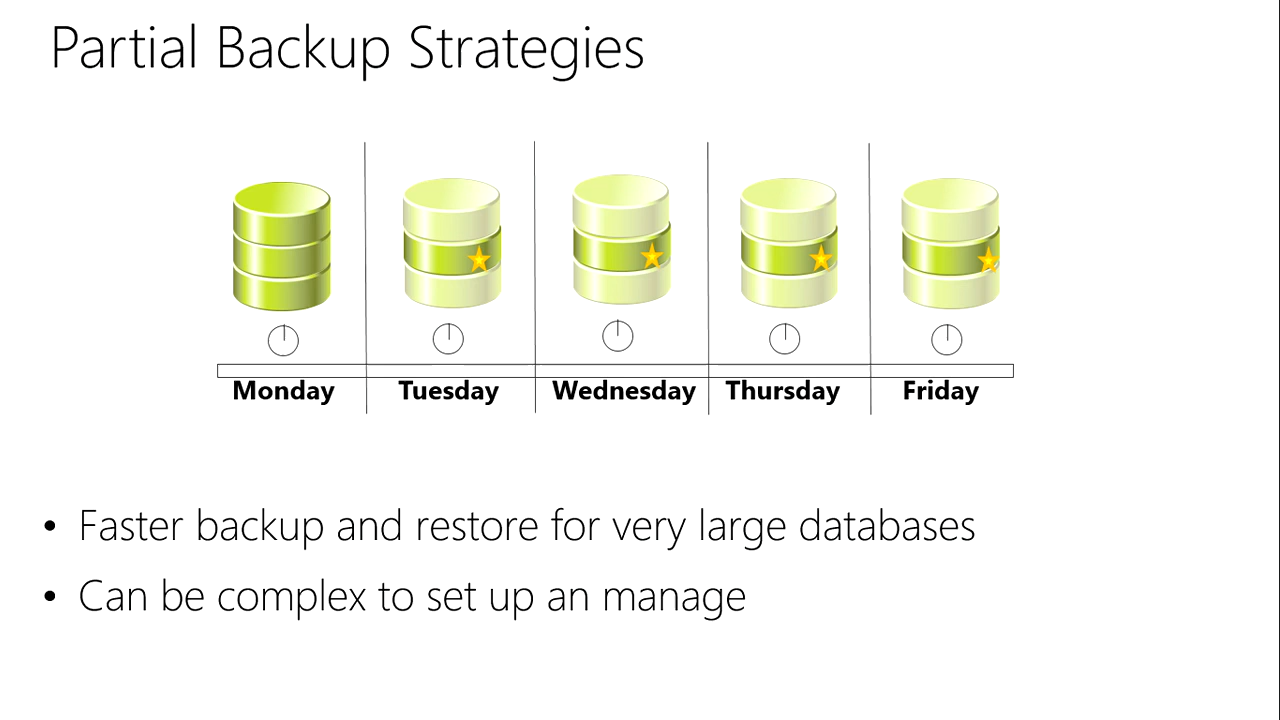 Partial Backup Strategies
Monday
Tuesday
Wednesday
Thursday
Friday
• Faster backup and restore for very large databases
• Can be complex to set up an manage